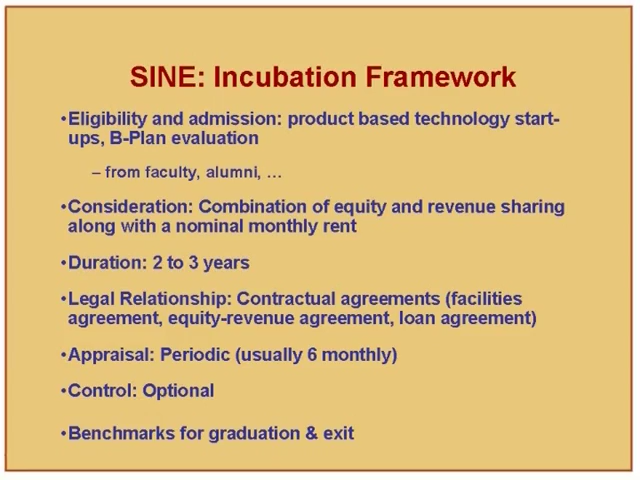 SINE: Incubation Framework
•Eligibility and admission: product based technology start-
ups, B-Plan evaluation
– from faculty, alumni, …
•Consideration: Combination of equity and revenue sharing
along with a nominal monthly rent
•Duration: 2 to 3 years
•Legal Relationship: Contractual agreements (facilities
agreement, equity-revenue agreement, loan agreement)
•Appraisal: Periodic (usually 6 monthly)
•Control: Optional
•Benchmarks for graduation & exit